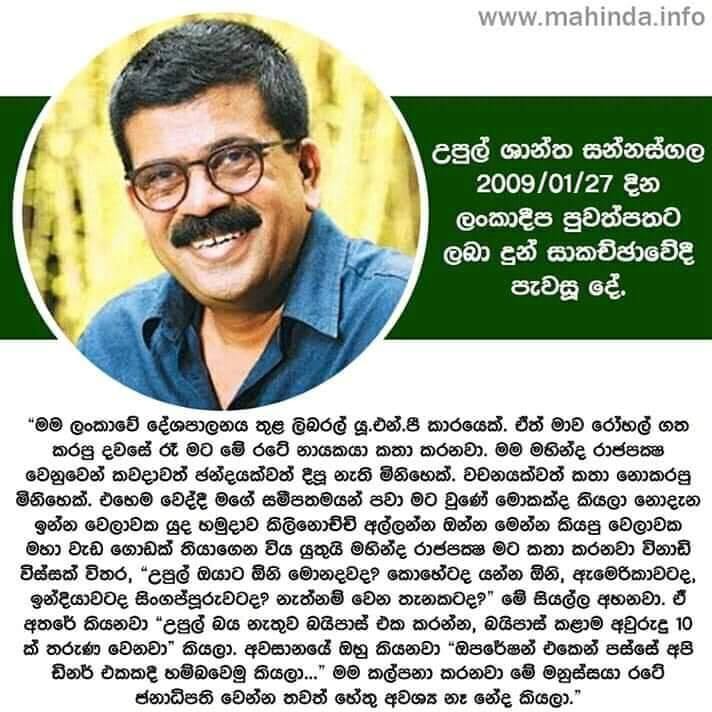 www.mahinda.info
උපුල් ශාන්ත සන්නස්ගල
2009/01/27 දින
ලංකාදීප පුවත්පතට
ලබා දුන් සාකච්ඡාවේදී
පැවසූ දේ.
“මම ලංකාවේ දේශපාලනය තුළ ලිබරල් යූ.එන්.පී කාරයෙක්. ඒත් මාව රෝහල් ගත
කරපු දවසේ රෑ මට මේ රටේ නායකයා කතා කරනවා. මම මහින්ද රාජපක්ෂ
වෙනුවෙන් කවදාවත් ඡන්දයක්වත් දීපු නැති මිනිහෙක්. වචනයක්වත් කතා නොකරපු
මිනිහෙක්. එහෙම වෙද්දී මගේ සමීපතමයන් පවා මට වුණේ මොකක්ද කියලා නොදැන
ඉන්න වෙලාවක යුද හමුදාව කිලිනොච්චි අල්ලන්න ඔන්න මෙන්න කියපු වෙලාවක
මහා වැඩ ගොඩක් තියාගෙන විය යුතුයි මහින්ද රාජපක්ෂ මට කතා කරනවා විනාඩි
විස්සක් විතර, “උපුල් ඔයාට ඕනි මොනදවද? කොහේටද යන්න ඕනි, ඇමෙරිකාවටද,
ඉන්දියාවටද සිංගප්පූරුවටද? නැත්නම් වෙන තැනකටද?” මේ සියල්ල අහනවා. ඒ
අතරේ කියනවා “උපුල් බය නැතුව බයිපාස් එක කරන්න, බයිපාස් කළාම අවුරුදු 10
ක් තරුණ වෙනවා” කියලා. අවසානයේ ඔහු කියනවා “ඔපරේෂන් එකෙන් පස්සේ අපි
ඩිනර් එකකදී හම්බවෙමු කියලා...” මම කල්පනා කරනවා මේ මනුස්සයා රටේ
ජනාධිපති වෙන්න තවත් හේතු අවශ්‍ය නෑ නේද කියලා.”